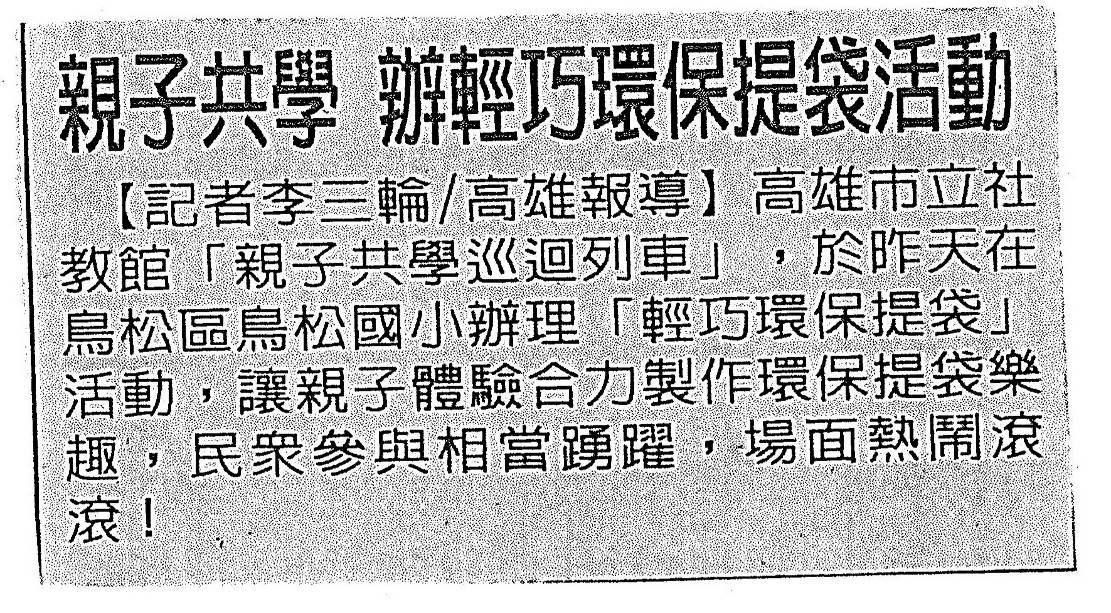 親子共學 辦輕巧環保提袋活動
【記者李三輪/高雄報導】高雄市立社
教館「親子共學巡迴列車」，於昨天在
鳥松區鳥松國小辦理「輕巧環保提袋」
活動，讓親子體驗合力製作環保提袋樂
趣，民眾參與相當踴躍，場面熱鬧滾
滾！